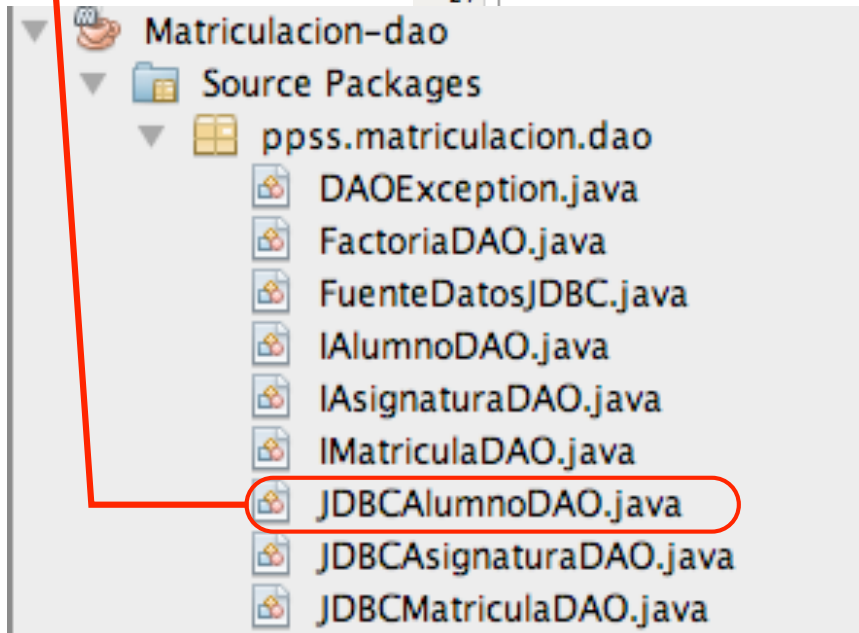 Matriculacion-dao
Source Packages
ppss.matriculacion.dao
DAOException.java
FactoriaDAO.java
FuenteDatosJDBC.java
IAlumnoDAO.java
IAsignaturaDAO.java
IMatriculaDAO.java
JDBCAlumnoDAO.java
JDBCAsignaturaDAO.java
JDBCMatriculaDAO.java